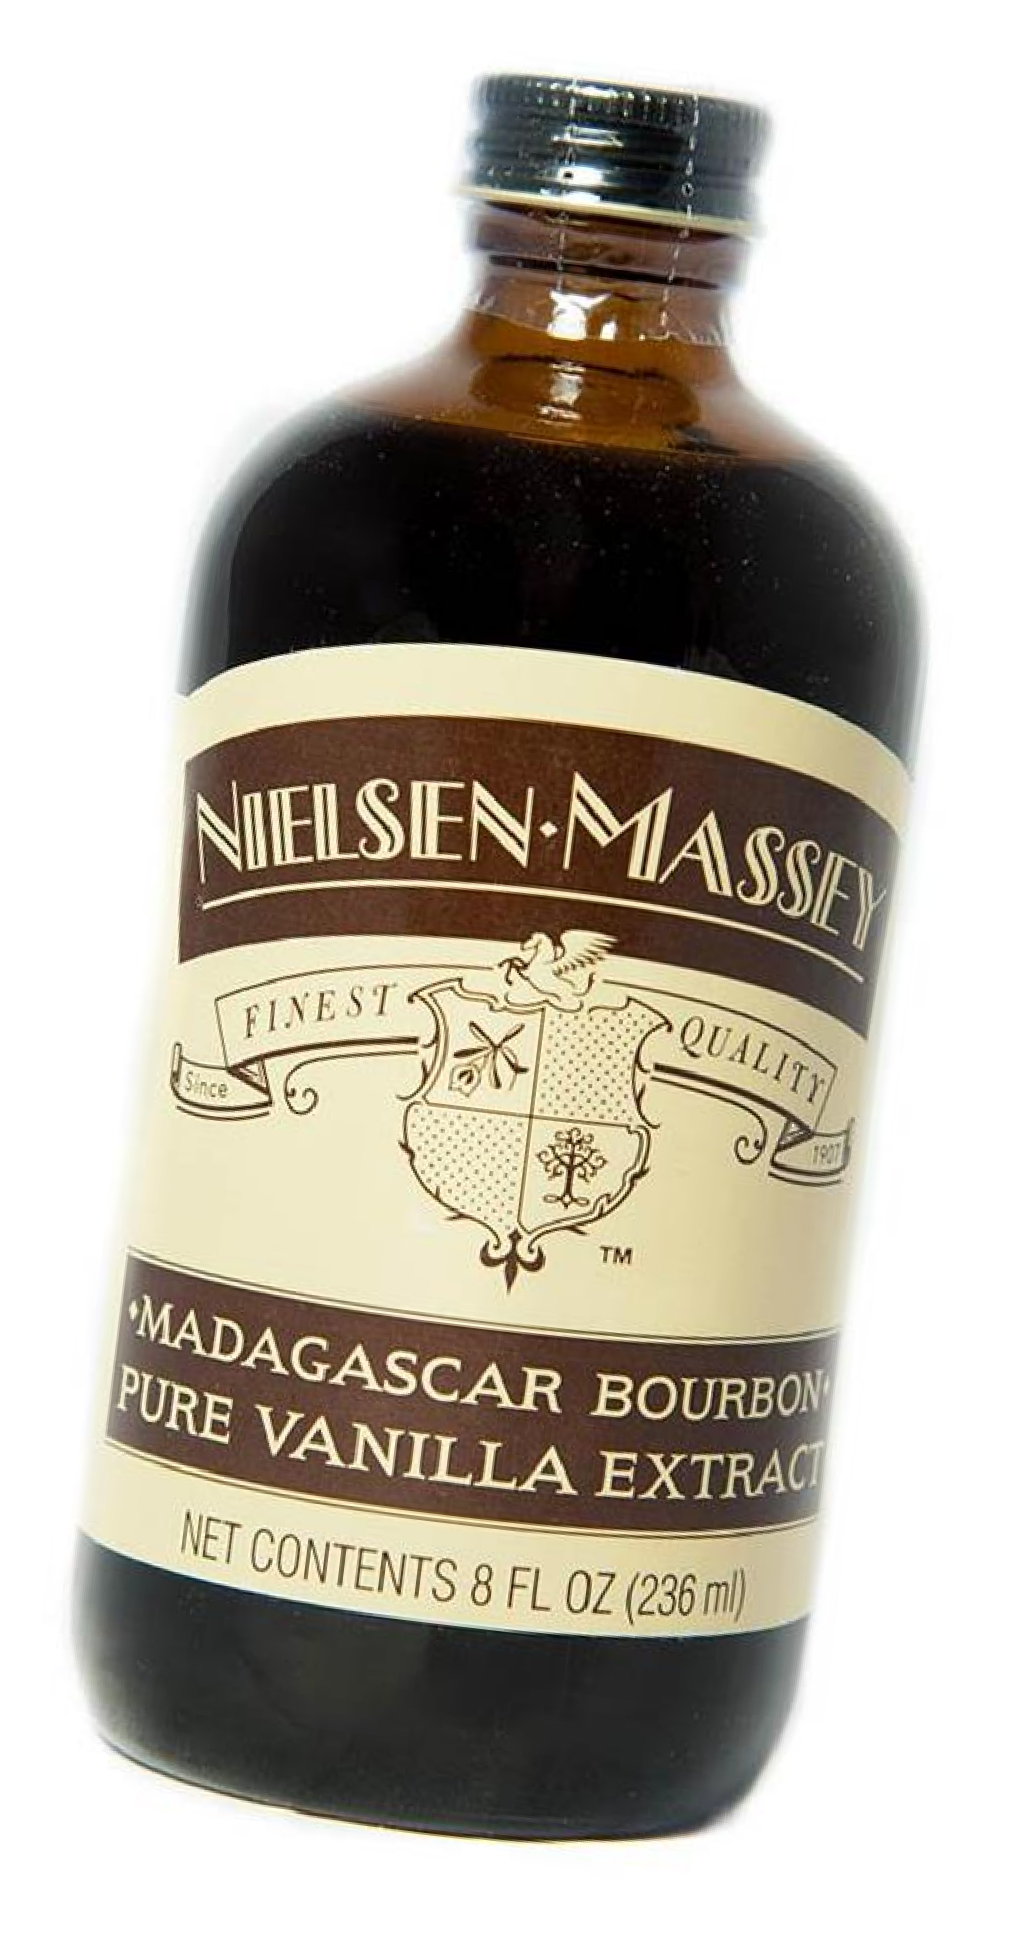 NIELSEN·MASSEY
FINEST QUALITY
Since 1907
TM
·MADAGASCAR BOURBON·
PURE VANILLA EXTRACT
NET CONTENTS 8 FL OZ (236 ml)